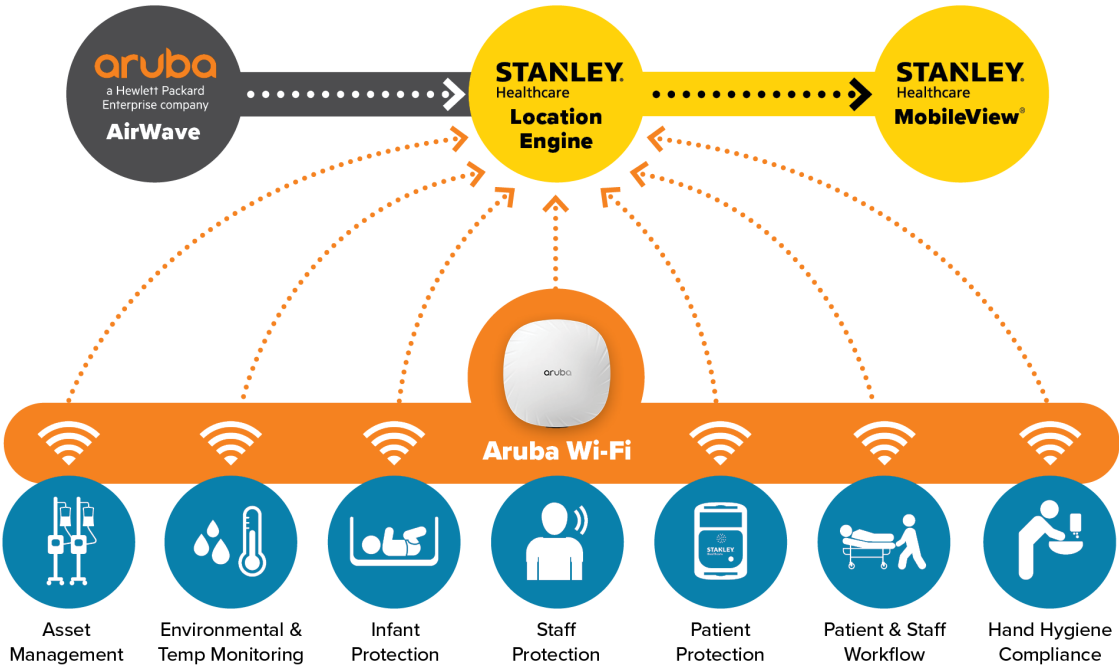 aruba
a Hewlett Packard
Enterprise company
AirWave
STANLEY®
Healthcare
Location
Engine
STANLEY®
Healthcare
MobileView®
aruba
Aruba Wi-Fi
STANLEY
Healthcare
Asset
Management
Environmental &
Temp Monitoring
Infant
Protection
Staff
Protection
Patient
Protection
Patient & Staff
Workflow
Hand Hygiene
Compliance